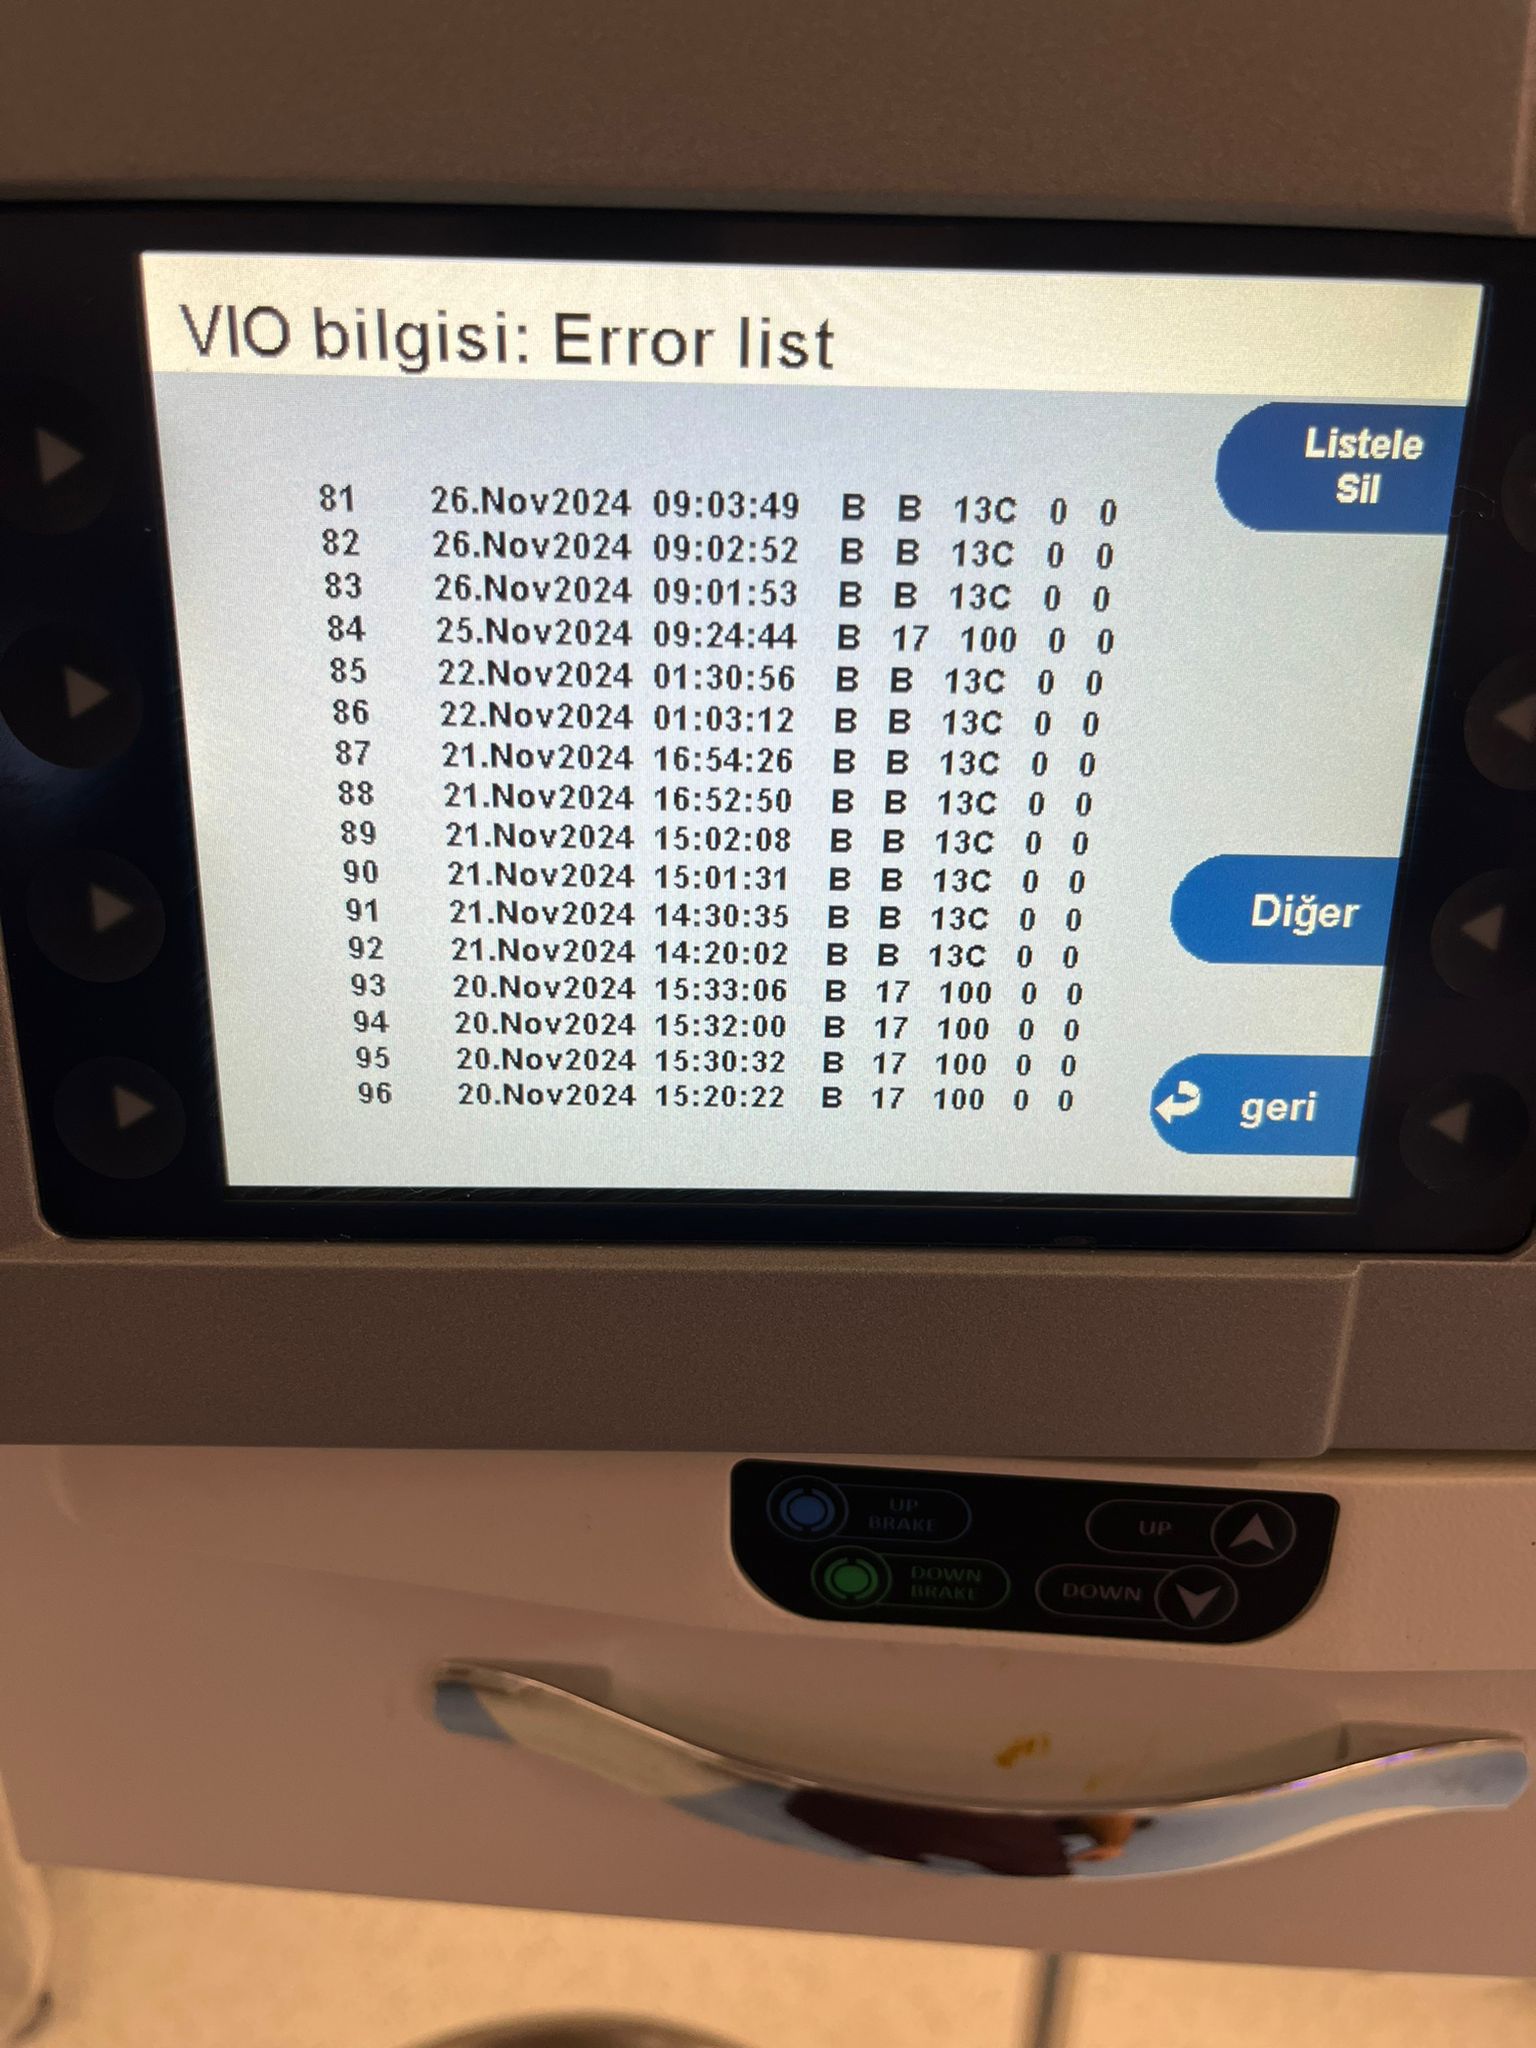 VIO bilgisi: Error list
Listele
Sil
81 26.Nov2024 09:03:49 B B 13C 0 0
82 26.Nov2024 09:02:52 B B 13C 0 0
83 26.Nov2024 09:01:53 B B 13C 0 0
84 25.Nov2024 09:24:44 B 17 100 0 0
85 22.Nov2024 01:30:56 B B 13C 0 0
86 22.Nov2024 01:03:12 B B 13C 0 0
87 21.Nov2024 16:54:26 B B 13C 0 0
88 21.Nov2024 16:52:50 B B 13C 0 0
89 21.Nov2024 15:02:08 B B 13C 0 0
90 21.Nov2024 15:01:31 B B 13C 0 0
91 21.Nov2024 14:30:35 B B 13C 0 0
92 21.Nov2024 14:20:02 B B 13C 0 0
93 20.Nov2024 15:33:06 B 17 100 0 0
94 20.Nov2024 15:32:00 B 17 100 0 0
95 20.Nov2024 15:30:32 B 17 100 0 0
96 20.Nov2024 15:20:22 B 17 100 0 0
Diğer
geri
UP
BRAKE
UP
DOWN
BRAKE
DOWN